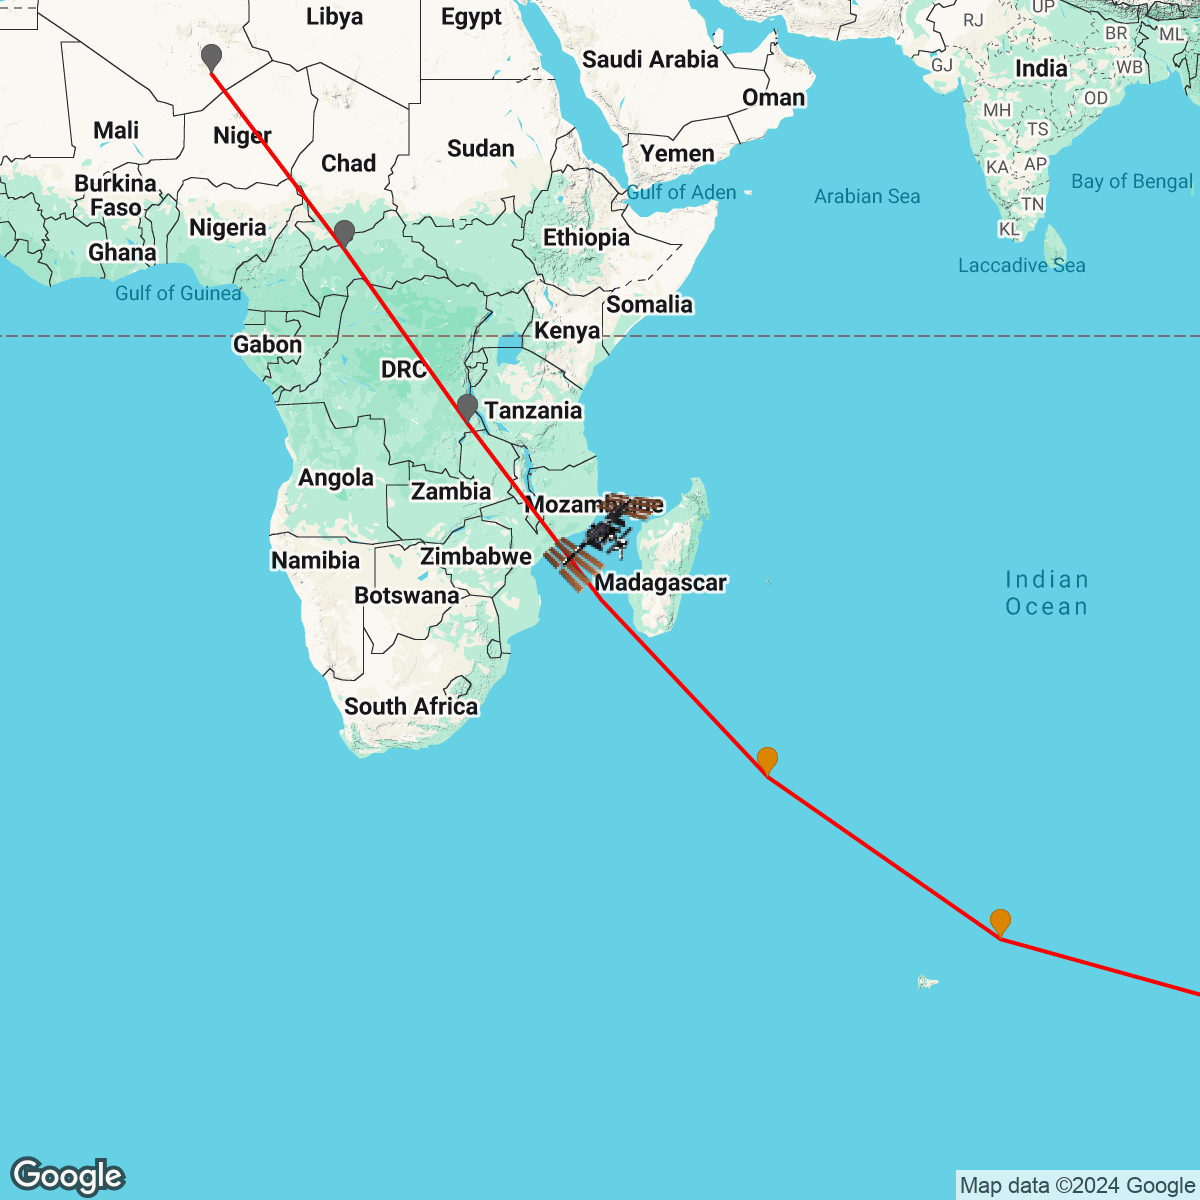 Libya
Egypt
UP
RJ
BR
ML
Saudi Arabia
GJ
India
WB
Oman
MH
OD
Mali
Niger
TS
Sudan
Yemen
Chad
KA
AP
Burkina
Faso
Gulf of Aden
Arabian Sea
Bay of Bengal
TN
Nigeria
Ethiopia
KL
Ghana
Laccadive Sea
Gulf of Guinea
Somalia
Kenya
Gabon
DRC
Tanzania
Angola
Zambia
Mozambique
Namibia
Zimbabwe
Madagascar
Indian
Ocean
Botswana
South Africa
Google
Map data ©2024 Google